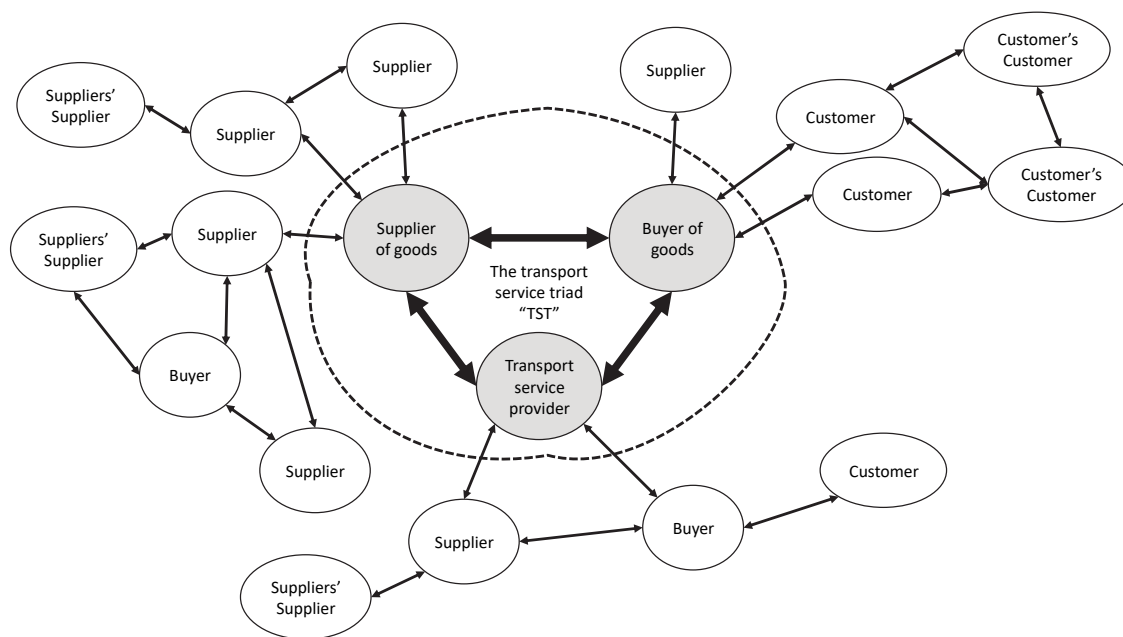 Suppliers'
Supplier
Supplier
Supplier
Supplier
Customer
Customer's
Customer
Customer
Customer's
Customer
Suppliers'
Supplier
Supplier
Supplier
of goods
Buyer of
goods
The transport
service triad
“TST”
Buyer
Transport
service
provider
Supplier
Supplier
Buyer
Customer
Suppliers’
Supplier